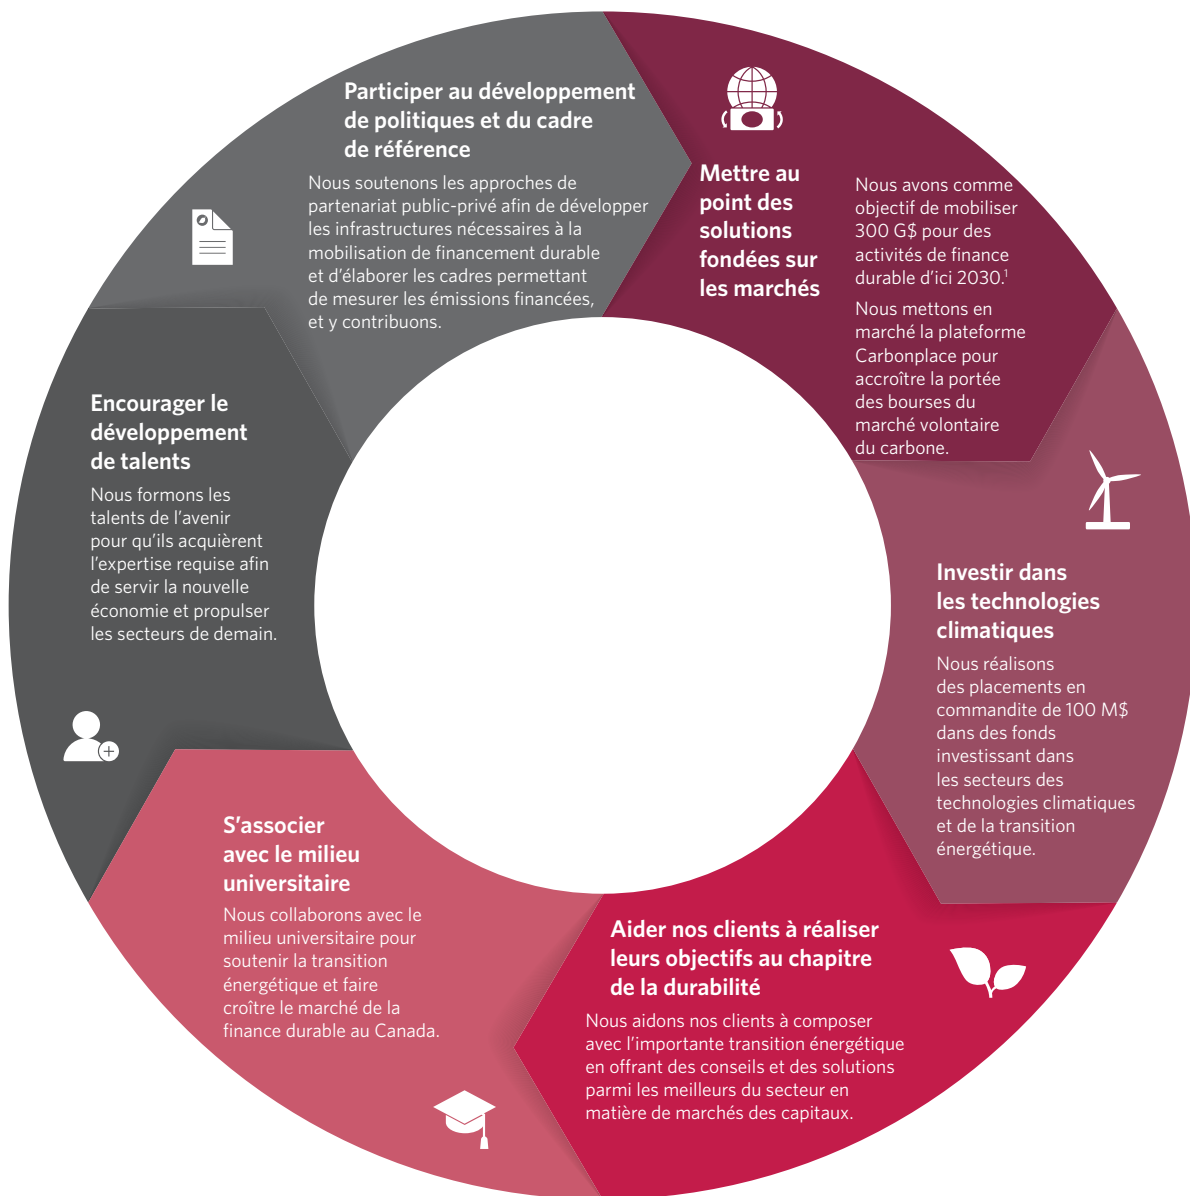 Participer au développement
de politiques et du cadre
de référence
Nous soutenons les approches de
partenariat public-privé afin de développer
les infrastructures nécessaires à la
mobilisation de financement durable
et d’élaborer les cadres permettant
de mesurer les émissions financées,
et y contribuons.
Mettre au
point des
solutions
fondées sur
les marchés
Nous avons comme
objectif de mobiliser
300 G$ pour des
activités de finance
durable d’ici 2030.¹
Nous mettons en
marché la plateforme
Carbonplace pour
accroître la portée
des bourses du
marché volontaire
du carbone.
Investir dans
les technologies
climatiques
Nous réalisons
des placements en
commandite de 100 M$
dans des fonds
investissant dans
les secteurs des
technologies climatiques
et de la transition
énergétique.
Aider nos clients à réaliser
leurs objectifs au chapitre
de la durabilité
Nous aidons nos clients à composer
avec l’importante transition énergétique
en offrant des conseils et des solutions
parmi les meilleurs du secteur en
matière de marchés des capitaux.
S’associer
avec le milieu
universitaire
Nous collaborons avec le
milieu universitaire pour
soutenir la transition
énergétique et faire
croître le marché de la
finance durable au Canada.
Encourager le
développement
de talents
Nous formons les
talents de l’avenir
pour qu’ils acquièrent
l’expertise requise afin
de servir la nouvelle
économie et propulser
les secteurs de demain.